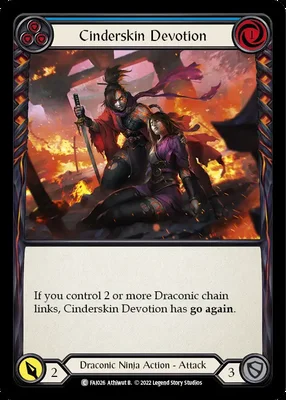 Cinderskin Devotion
If you control 2 or more Draconic chain
links, Cinderskin Devotion has go again.
2
Draconic Ninja Action - Attack
3
C FAI026 Athiwut B. © 2022 Legend Story Studios